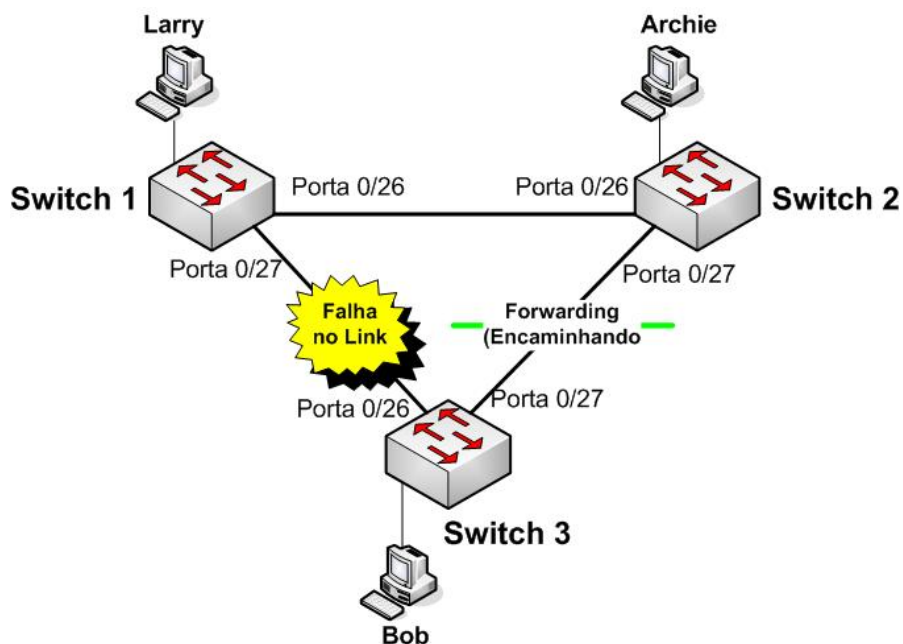 Larry
Archie
Switch 1
Porta 0/26
Porta 0/26
Switch 2
Porta 0/27
Porta 0/27
Falha
no Link
Forwarding
(Encaminhando
Porta 0/26
Porta 0/27
Switch 3
Bob